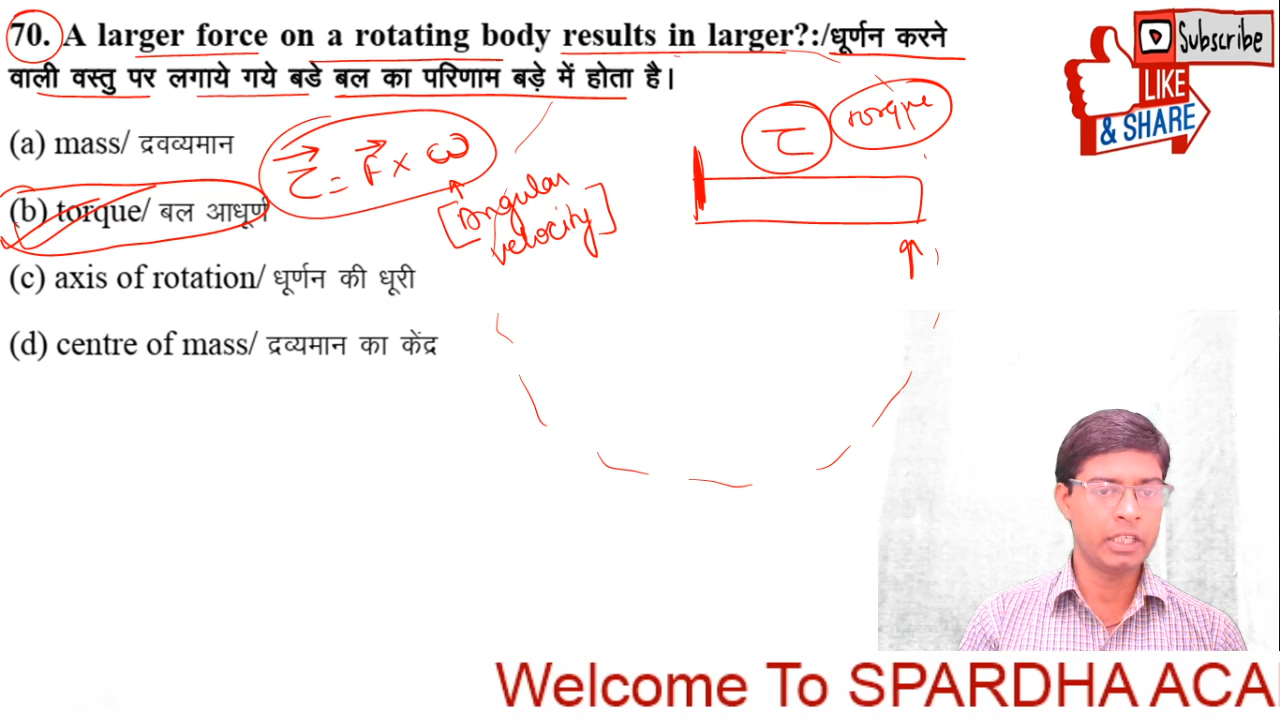 70. A larger force on a rotating body results in larger?:/धूर्णन करने
वाली वस्तु पर लगाये गये बडे बल का परिणाम बड़े में होता है।
(a) mass/ द्रवव्यमान
(b) torque/ बल आधूर्ण
(c) axis of rotation/ धूर्णन की धूरी
(d) centre of mass/ द्रव्यमान का केंद्र
τ = r × ω
[Angular
velocity]
τ torque
Subscribe
LIKE
& SHARE
Welcome To SPARDHA ACA